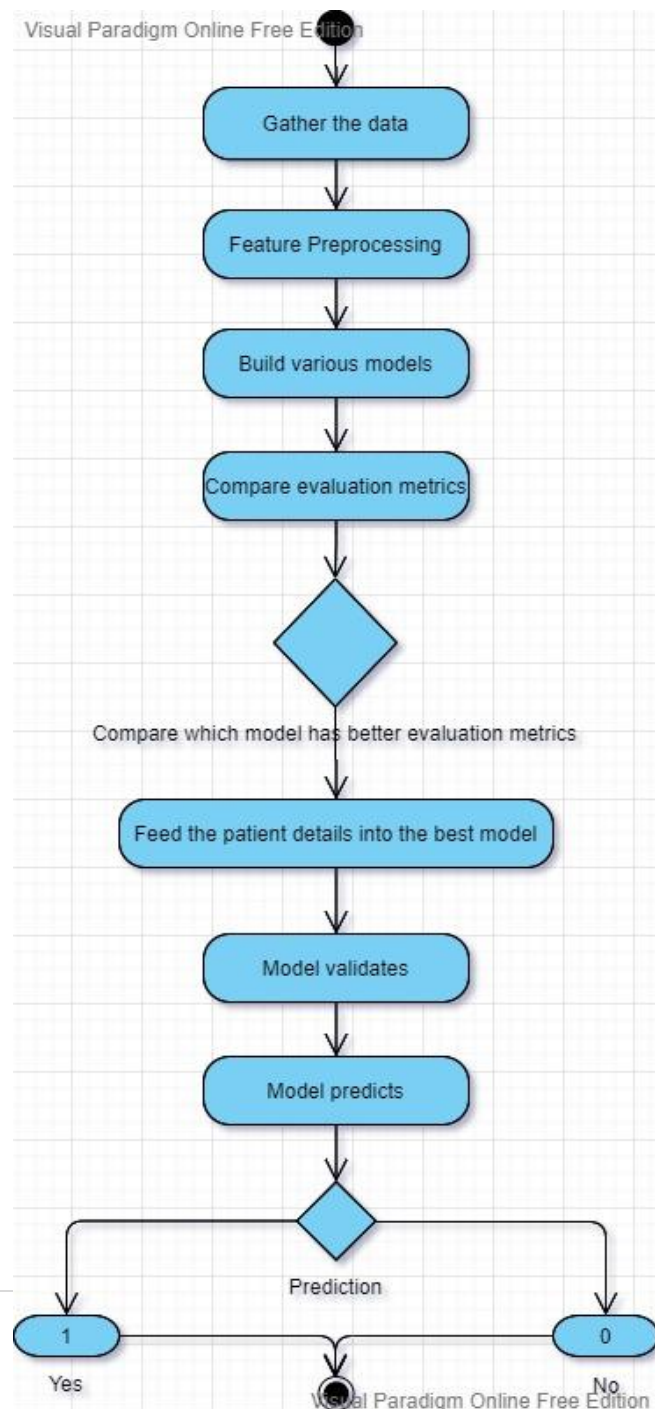 Visual Paradigm Online Free Edition
Gather the data
Feature Preprocessing
Build various models
Compare evaluation metrics
Compare which model has better evaluation metrics
Feed the patient details into the best model
Model validates
Model predicts
Prediction
1
0
Yes
No
Visual Paradigm Online Free Edition